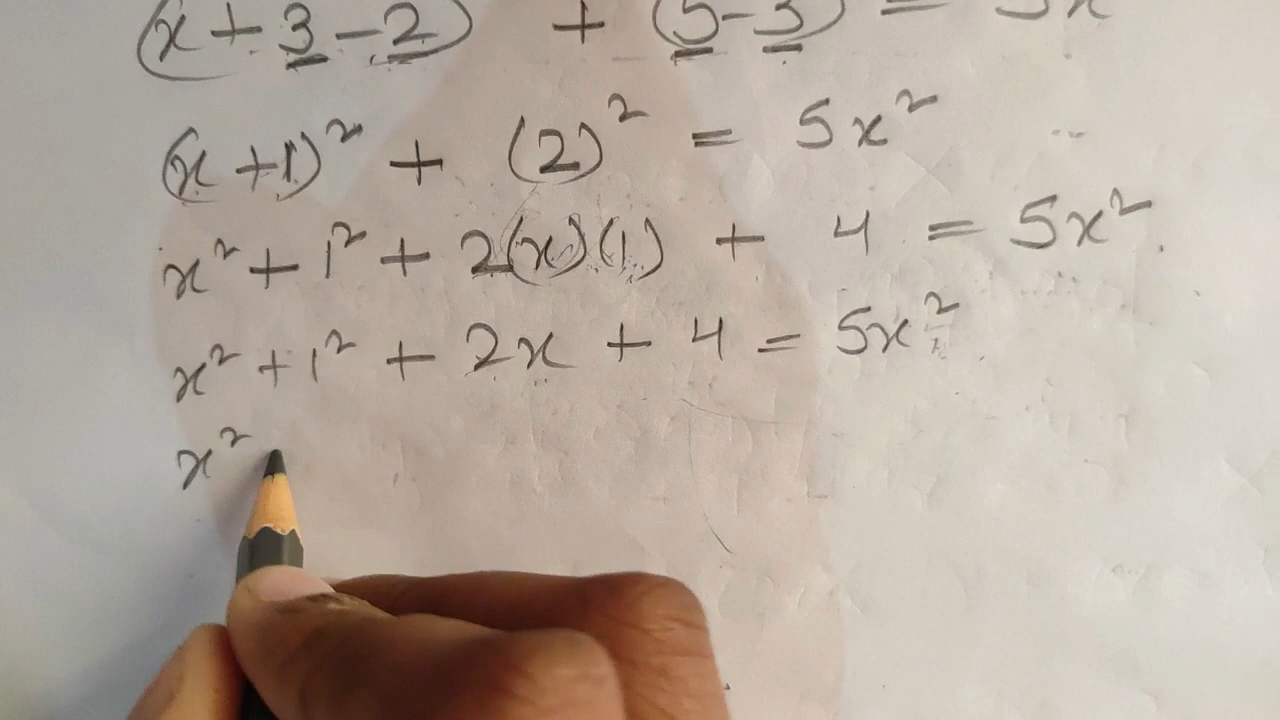 (x + 3 - 2) + (5 - 3) = 5x
(x + 1)² + (2)² = 5x²
x² + 1² + 2(x)(1) + 4 = 5x².
x² + 1² + 2x + 4 = 5x²
x²